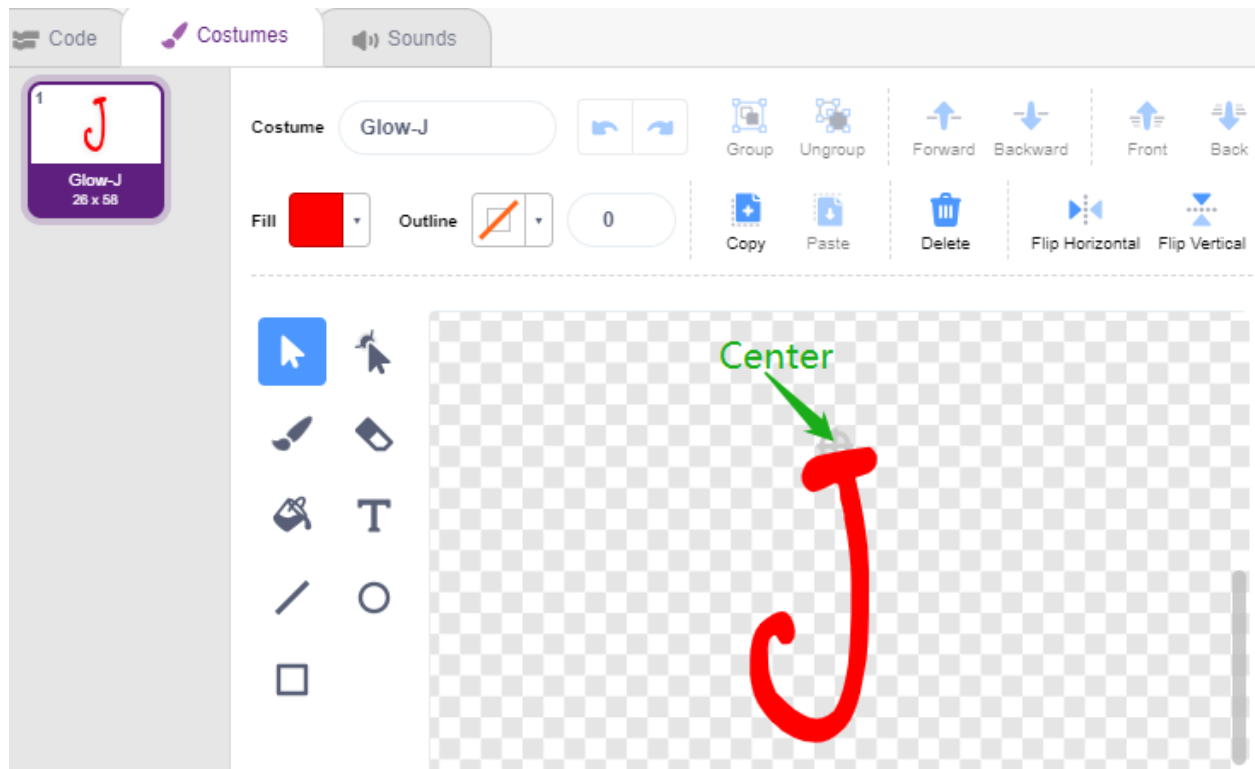 Code Costumes Sounds
1
Glow-J
26 x 58
Costume Glow-J
Group Ungroup Forward Backward Front Back
Fill Outline 0
Copy Paste Delete Flip Horizontal Flip Vertical
T
Center
J